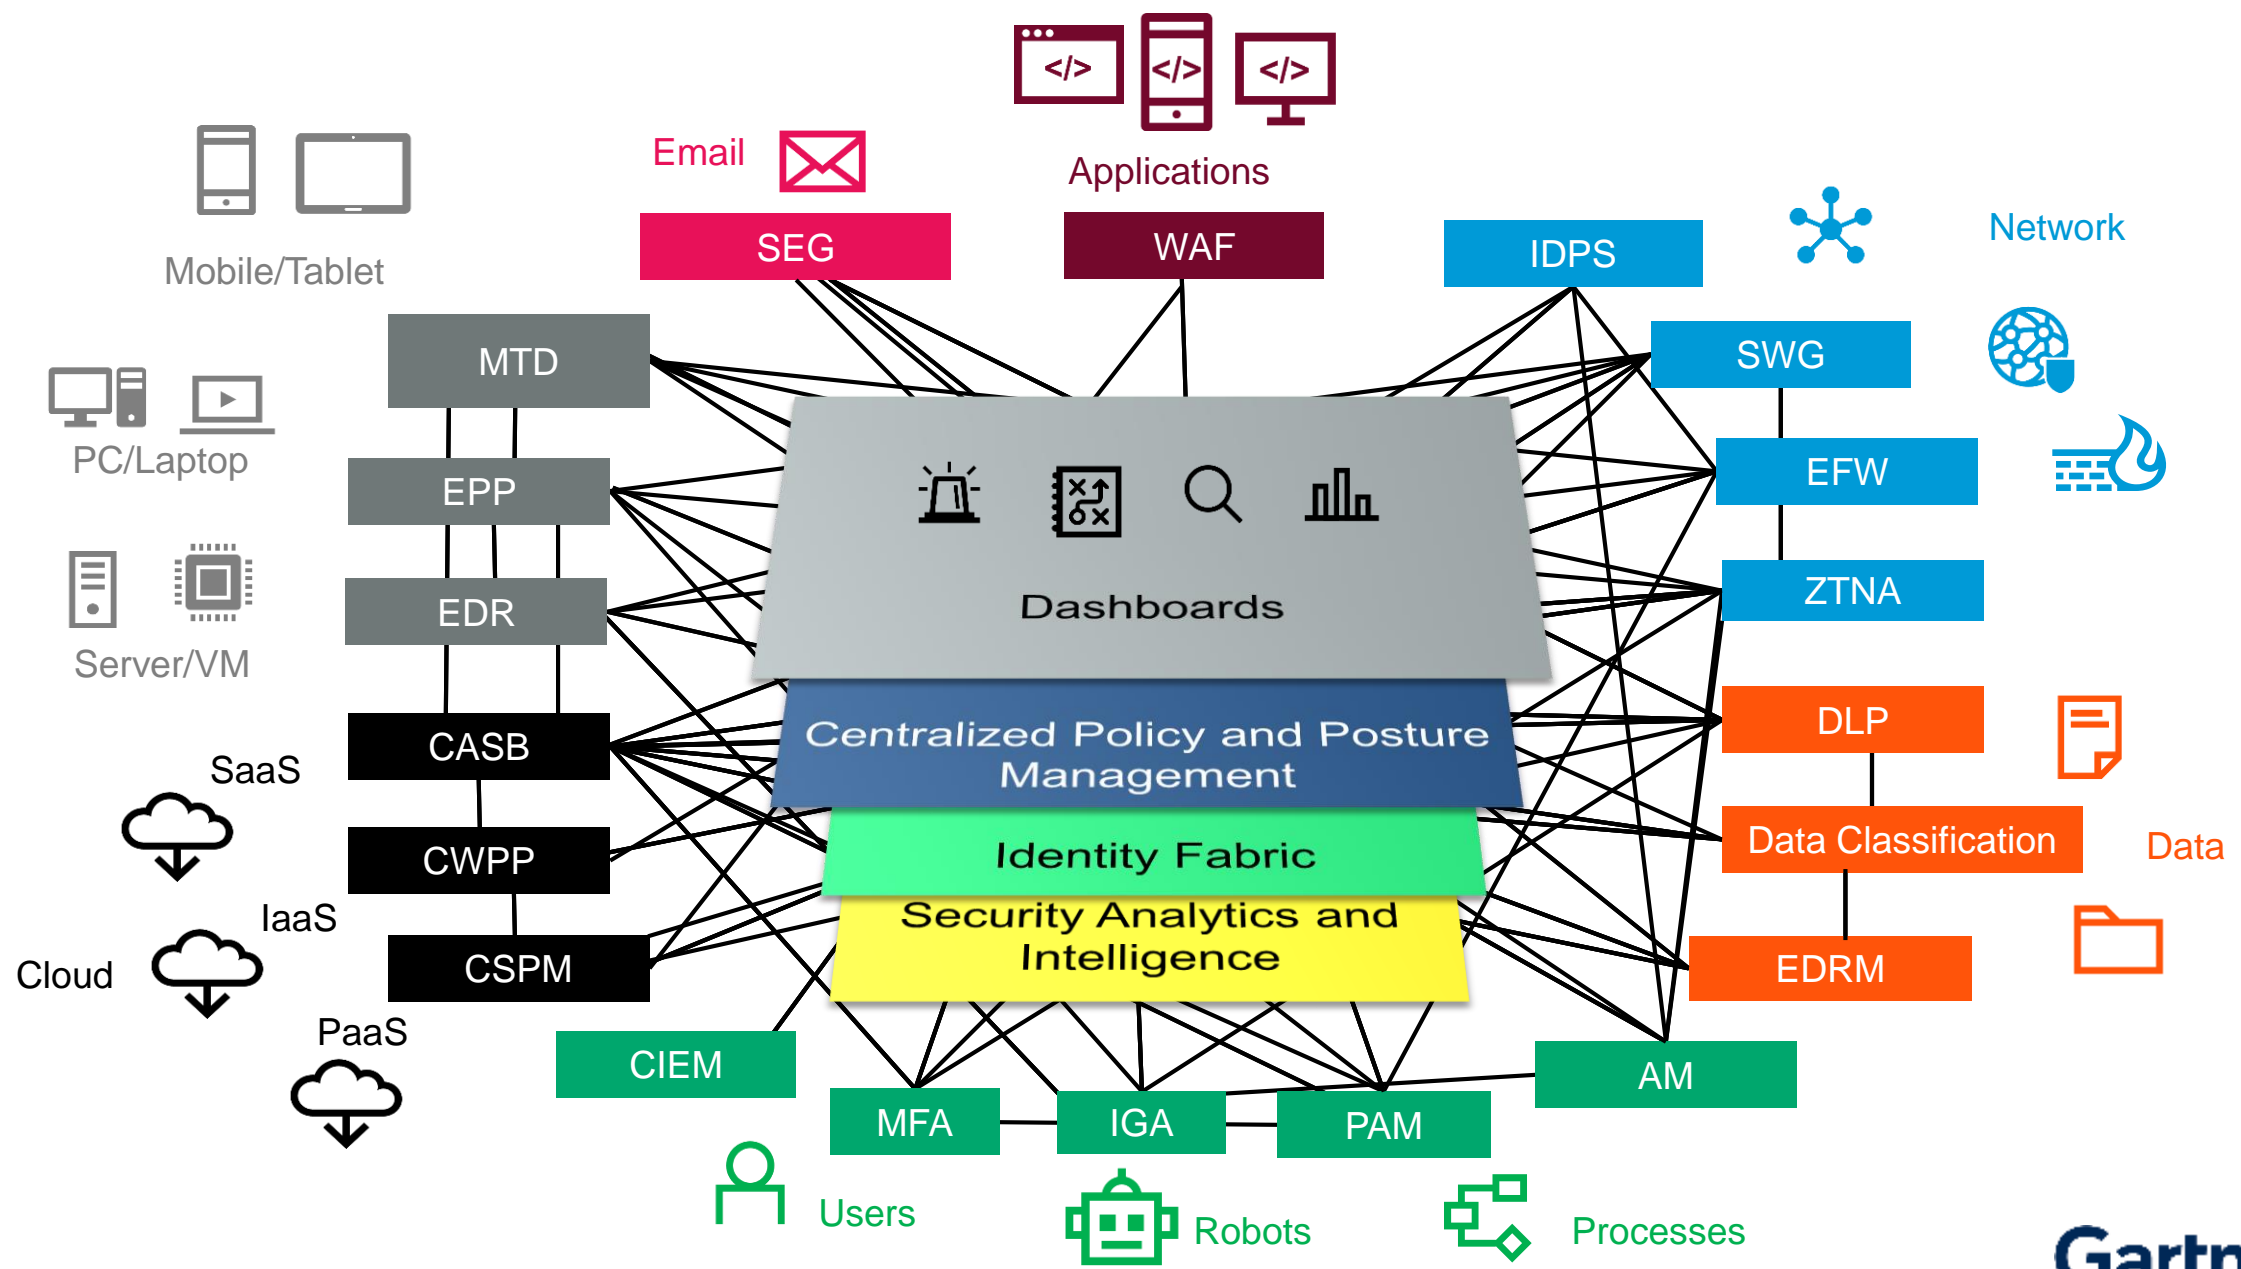 </>
</>
</>
Email
Applications
Mobile/Tablet
SEG
WAF
IDPS
Network
MTD
SWG
PC/Laptop
EPP
EFW
EDR
Dashboards
ZTNA
Server/VM
CASB
Centralized Policy and Posture
Management
DLP
SaaS
CWPP
Identity Fabric
Data Classification
Data
IaaS
Security Analytics and
Intelligence
Cloud
CSPM
EDRM
PaaS
CIEM
AM
MFA
IGA
PAM
Users
Robots
Processes